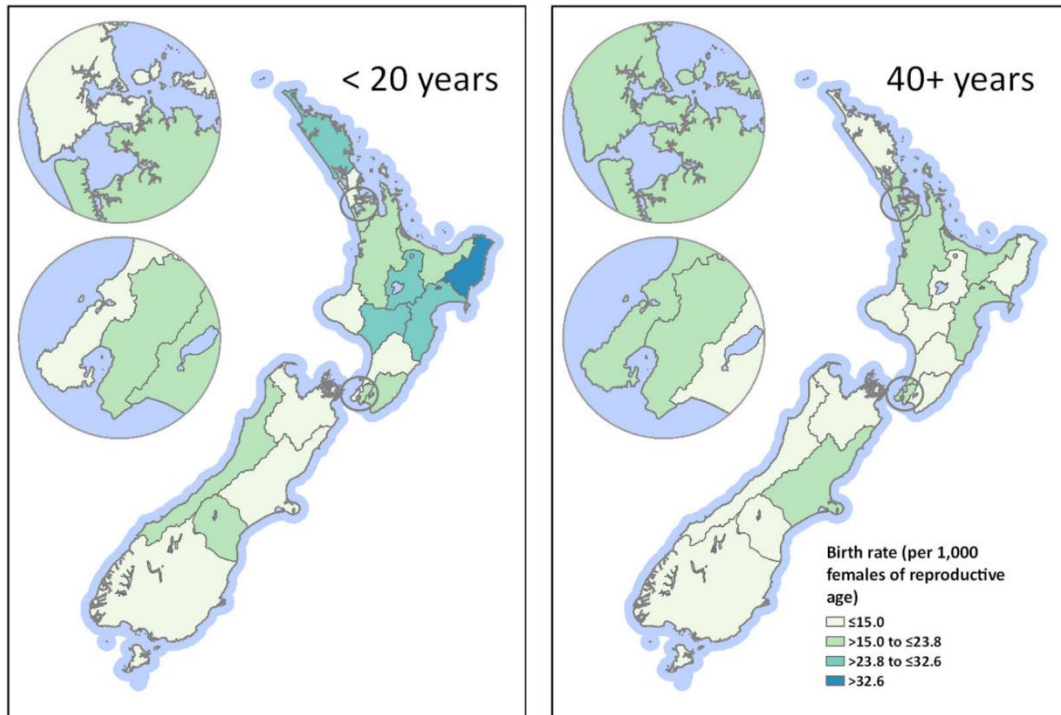 < 20 years
40+ years
Birth rate (per 1,000
females of reproductive
age)
≤15.0
>15.0 to ≤23.8
>23.8 to ≤32.6
>32.6